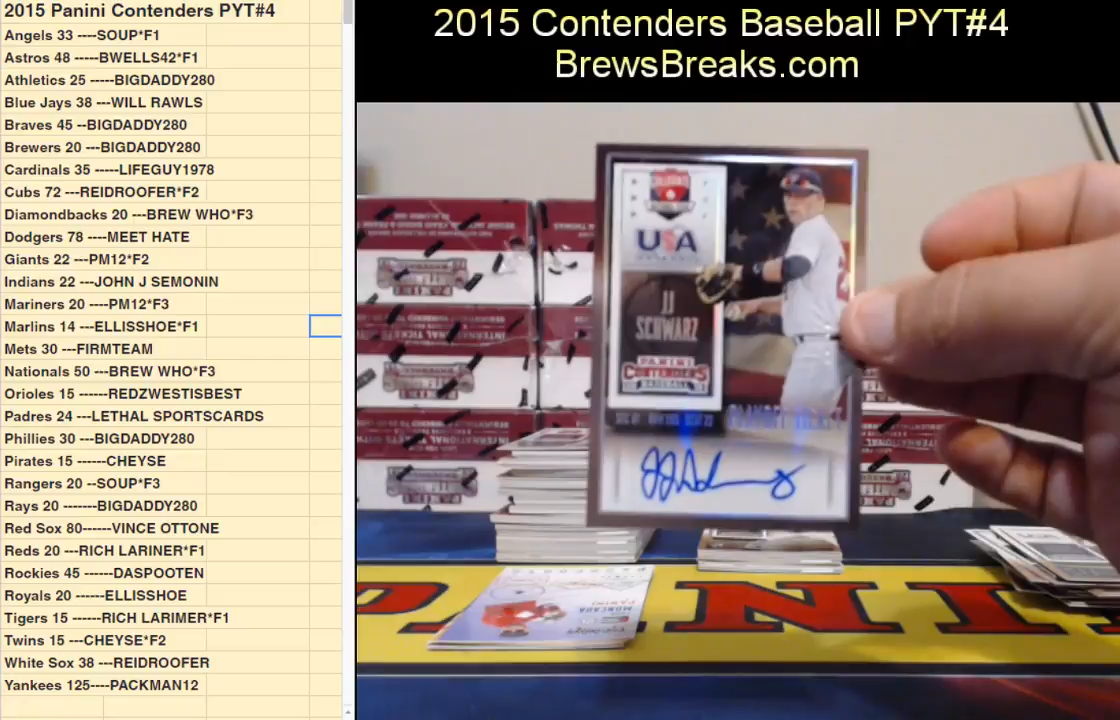 2015 Panini Contenders PYT#4
Angels 33 ----SOUP*F1
Astros 48 -----BWELLS42*F1
Athletics 25 -----BIGDADDY280
Blue Jays 38 ---WILL RAWLS
Braves 45 --BIGDADDY280
Brewers 20 ---BIGDADDY280
Cardinals 35 -----LIFEGUY1978
Cubs 72 ---REIDROOFER*F2
Diamondbacks 20 ---BREW WHO*F3
Dodgers 78 ----MEET HATE
Giants 22 ----PM12*F2
Indians 22 ----JOHN J SEMONIN
Mariners 20 ----PM12*F3
Marlins 14 ---ELLISSHOE*F1
Mets 30 ---FIRMTEAM
Nationals 50 ---BREW WHO*F3
Orioles 15 -----REDZWESTISBEST
Padres 24 ---LETHAL SPORTSCARDS
Phillies 30 ---BIGDADDY280
Pirates 15 ------CHEYSE
Rangers 20 --SOUP*F3
Rays 20 -------BIGDADDY280
Red Sox 80------VINCE OTTONE
Reds 20 ---RICH LARINER*F1
Rockies 45 ------DASPOOTEN
Royals 20 ------ELLISSHOE
Tigers 15 ------RICH LARIMER*F1
Twins 15 ---CHEYSE*F2
White Sox 38 ---REIDROOFER
Yankees 125----PACKMAN12
2015 Contenders Baseball PYT#4
BrewsBreaks.com
USA
JJ
SCHWARZ
PANINI
CONTENDERS
BASEBALL
PANINI